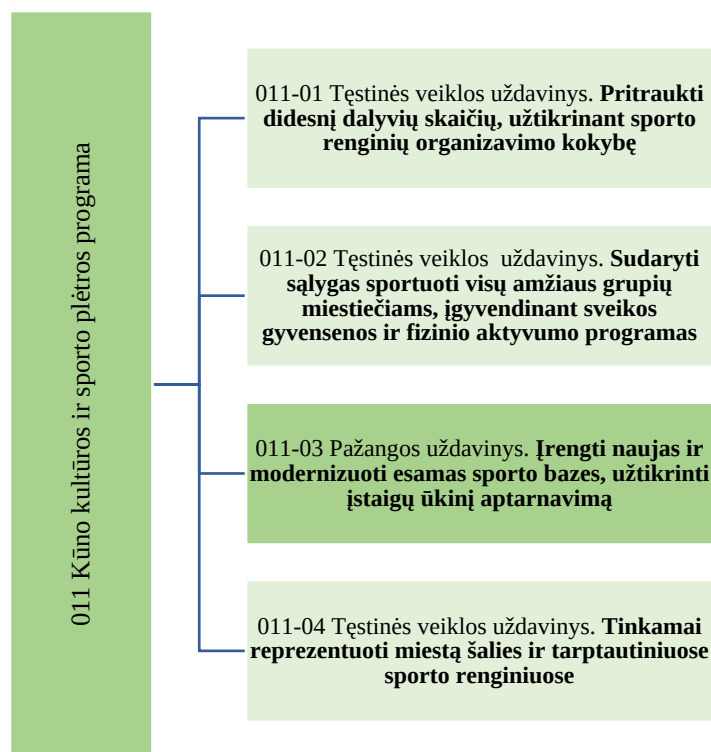 011 Kūno kultūros ir sporto plėtros programa
011-01 Tęstinės veiklos uždavinys. Pritraukti
didesnį dalyvių skaičių, užtikrinant sporto
renginių organizavimo kokybę
011-02 Tęstinės veiklos  uždavinys. Sudaryti
sąlygas sportuoti visų amžiaus grupių
miestiečiams, įgyvendinant sveikos
gyvensenos ir fizinio aktyvumo programas
011-03 Pažangos uždavinys. Įrengti naujas ir
modernizuoti esamas sporto bazes, užtikrinti
įstaigų ūkinį aptarnavimą
011-04 Tęstinės veiklos uždavinys. Tinkamai
reprezentuoti miestą šalies ir tarptautiniuose
sporto renginiuose